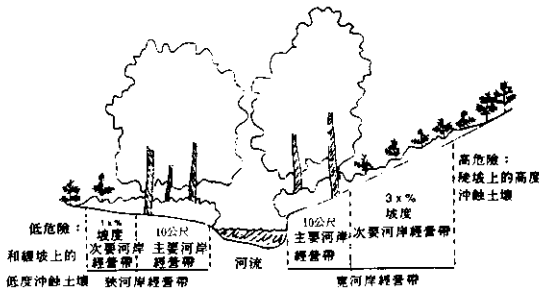 低危險：
和緩坡上的
低度沖蝕土壤
1x%
坡度
次要河岸
經營帶
10公尺
主要河岸
經營帶
狹河岸經營帶
河流
10公尺
主要河岸
經營帶
3x%
坡度
次要河岸經營帶
寬河岸經營帶
高危險：
陡坡上的高度
沖蝕土壤